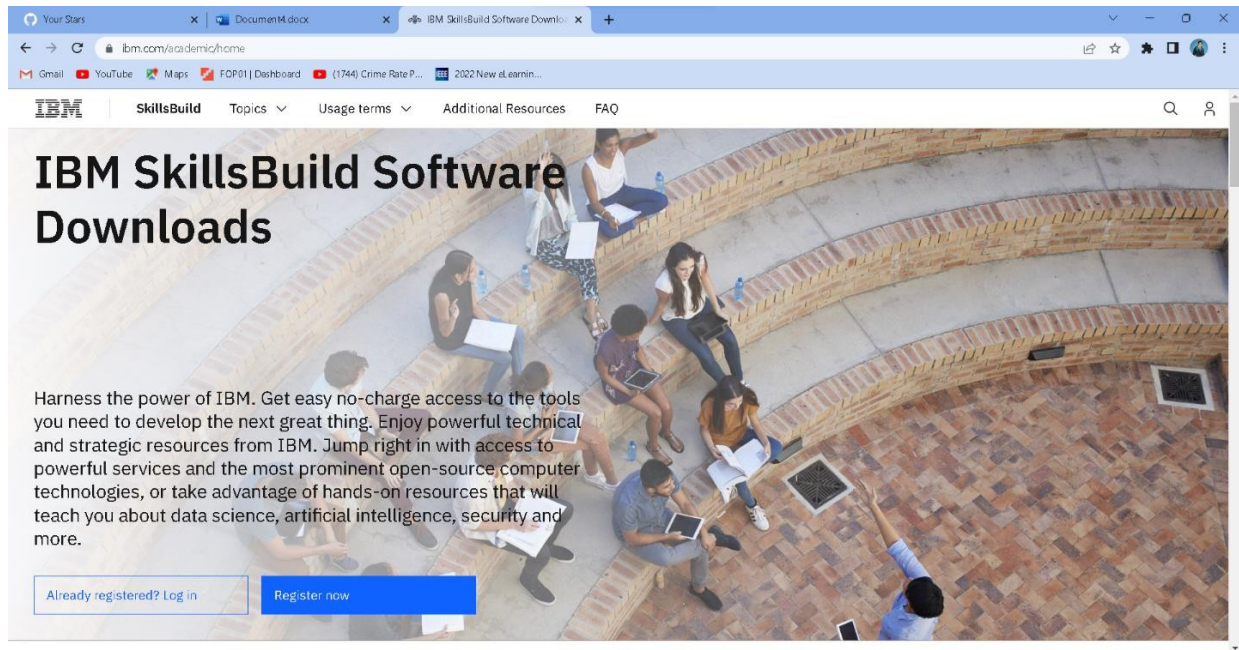 Your Stars
Document4.docx
IBM SkillsBuild Software Downlo
ibm.com/academic/home
Gmail YouTube Maps FOP01 | Dashboard (1744) Crime Rate P... 2022 New eLearnin...
IBM SkillsBuild Topics Usage terms Additional Resources FAQ
IBM SkillsBuild Software
Downloads
Harness the power of IBM. Get easy no-charge access to the tools
you need to develop the next great thing. Enjoy powerful technical
and strategic resources from IBM. Jump right in with access to
powerful services and the most prominent open-source computer
technologies, or take advantage of hands-on resources that will
teach you about data science, artificial intelligence, security and
more.
Already registered? Log in
Register now